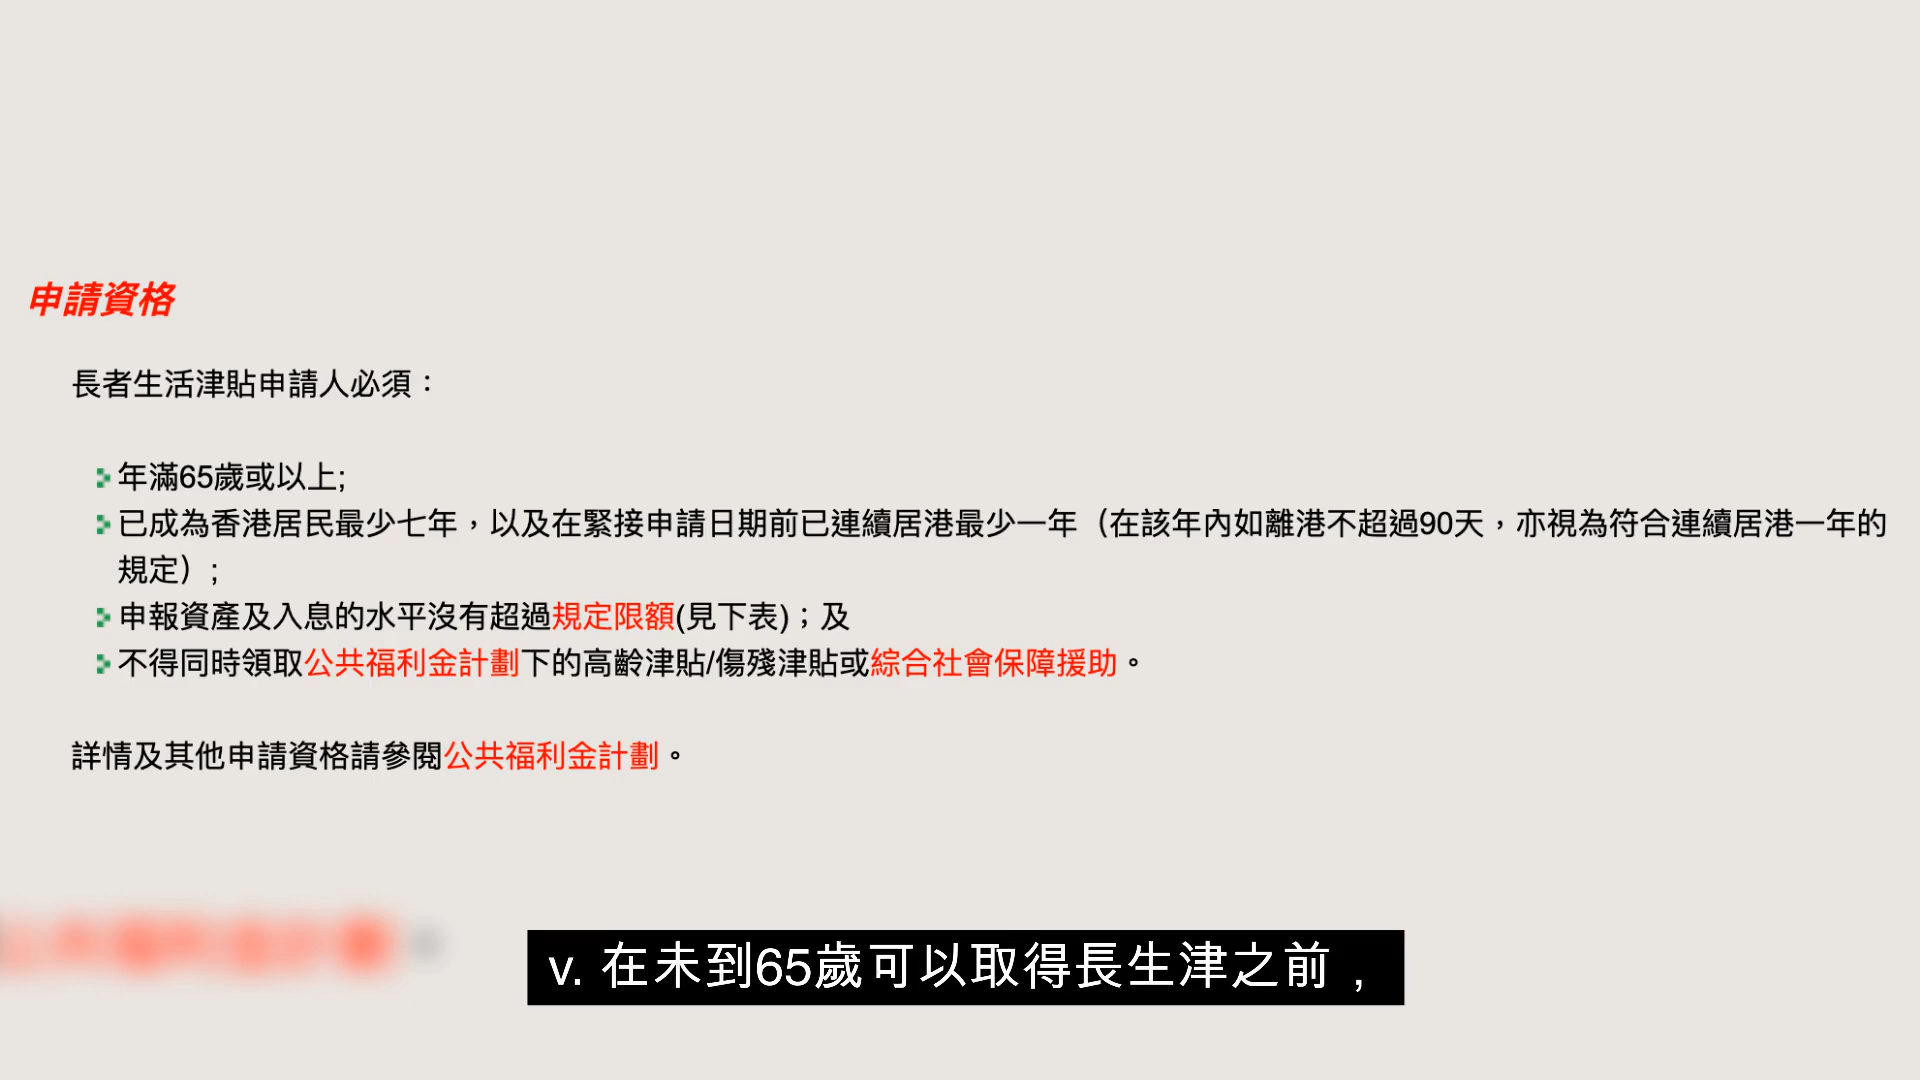 申請資格
長者生活津貼申請人必須：
年滿65歲或以上;
已成為香港居民最少七年，以及在緊接申請日期前已連續居港最少一年（在該年內如離港不超過90天，亦視為符合連續居港一年的
規定）;
申報資產及入息的水平沒有超過規定限額(見下表)；及
不得同時領取公共福利金計劃下的高齡津貼/傷殘津貼或綜合社會保障援助。
詳情及其他申請資格請參閱公共福利金計劃。
v. 在未到65歲可以取得長生津之前，